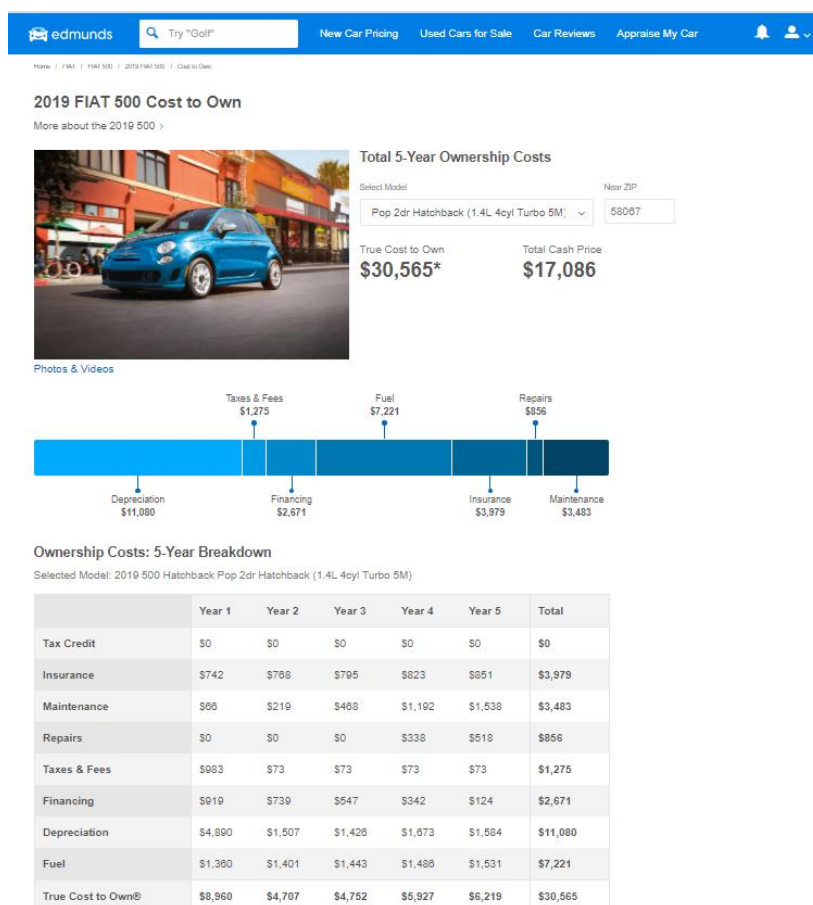 edmunds
Try "Golf"
New Car Pricing Used Cars for Sale Car Reviews Appraise My Car
Home / FIAT / FIAT 500 / 2019 FIAT 500 / Cost to Own
2019 FIAT 500 Cost to Own
More about the 2019 500 >
Total 5-Year Ownership Costs
Select Model Near ZIP
Pop 2dr Hatchback (1.4L 4cyl Turbo 5M) 58067
True Cost to Own Total Cash Price
$30,565* $17,086
Photos & Videos
Taxes & Fees Fuel Repairs
$1,275 $7,221 $856
Depreciation Financing Insurance Maintenance
$11,080 $2,671 $3,979 $3,483
Ownership Costs: 5-Year Breakdown
Selected Model: 2019 500 Hatchback Pop 2dr Hatchback (1.4L 4cyl Turbo 5M)
Year 1 Year 2 Year 3 Year 4 Year 5 Total
Tax Credit $0 $0 $0 $0 $0 $0
Insurance $742 $768 $795 $823 $851 $3,979
Maintenance $66 $219 $468 $1,192 $1,538 $3,483
Repairs $0 $0 $0 $338 $518 $856
Taxes & Fees $983 $73 $73 $73 $73 $1,275
Financing $919 $739 $547 $342 $124 $2,671
Depreciation $4,890 $1,507 $1,426 $1,673 $1,584 $11,080
Fuel $1,360 $1,401 $1,443 $1,486 $1,531 $7,221
True Cost to Own® $8,960 $4,707 $4,752 $5,927 $6,219 $30,565